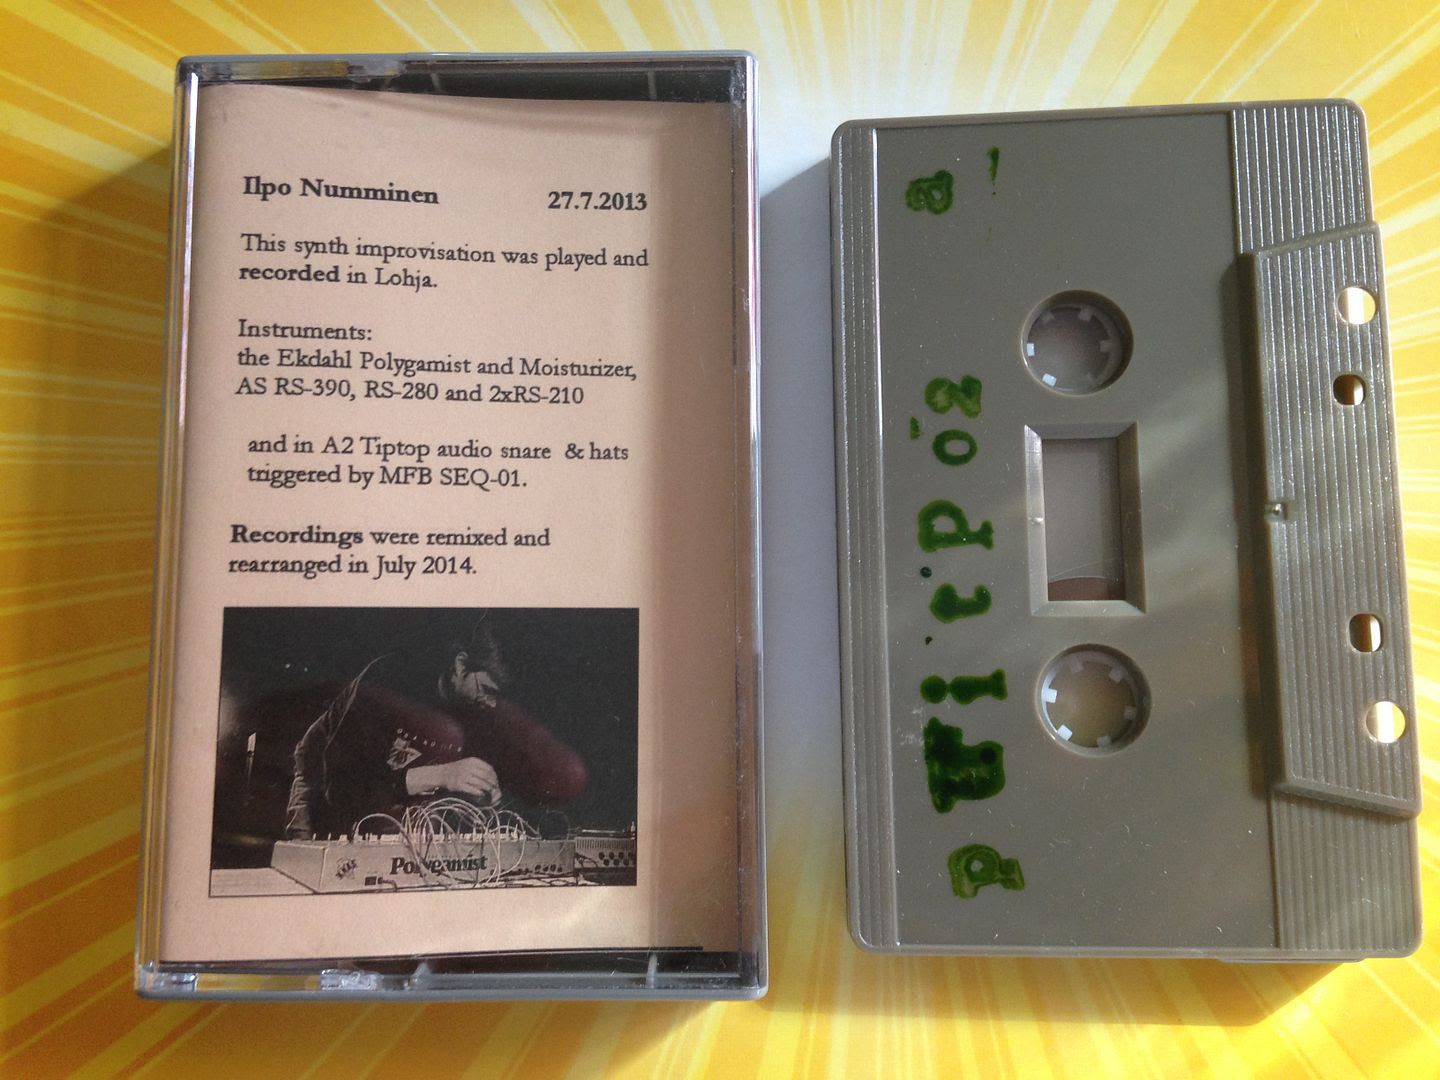 Ilpo Numminen 27.7.2013
This synth improvisation was played and
recorded in Lohja.
Instruments:
the Ekdahl Polygamist and Moisturizer,
AS RS-390, RS-280 and 2xRS-210
and in A2 Tiptop audio snare & hats
triggered by MFB SEQ-01.
Recordings were remixed and
rearranged in July 2014.
Polygamist
a